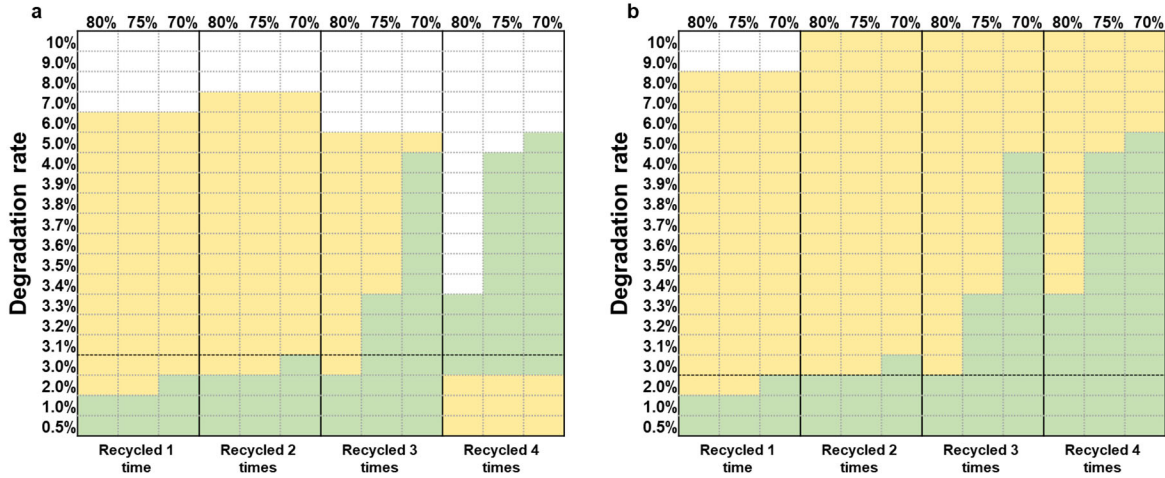 a
80% 75% 70% 80% 75% 70% 80% 75% 70% 80% 75% 70%
Degradation rate
10%
9.0%
8.0%
7.0%
6.0%
5.0%
4.0%
3.9%
3.8%
3.7%
3.6%
3.5%
3.4%
3.3%
3.2%
3.1%
3.0%
2.0%
1.0%
0.5%
Recycled 1 time
Recycled 2 times
Recycled 3 times
Recycled 4 times
b
80% 75% 70% 80% 75% 70% 80% 75% 70% 80% 75% 70%
Degradation rate
10%
9.0%
8.0%
7.0%
6.0%
5.0%
4.0%
3.9%
3.8%
3.7%
3.6%
3.5%
3.4%
3.3%
3.2%
3.1%
3.0%
2.0%
1.0%
0.5%
Recycled 1 time
Recycled 2 times
Recycled 3 times
Recycled 4 times